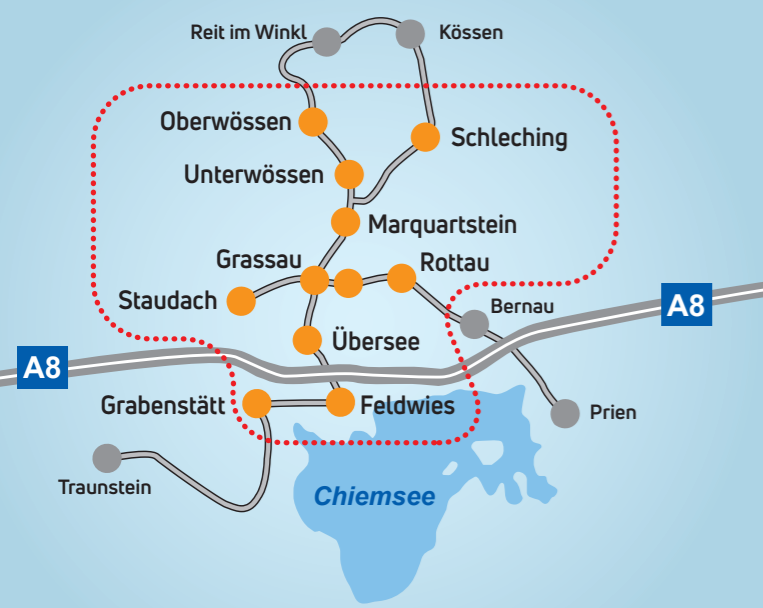 Reit im Winkl
Kössen
Oberwössen
Schleching
Unterwössen
Marquartstein
Grassau
Rottau
Staudach
Bernau
A8
Übersee
A8
Grabenstätt
Feldwies
Prien
Traunstein
Chiemsee